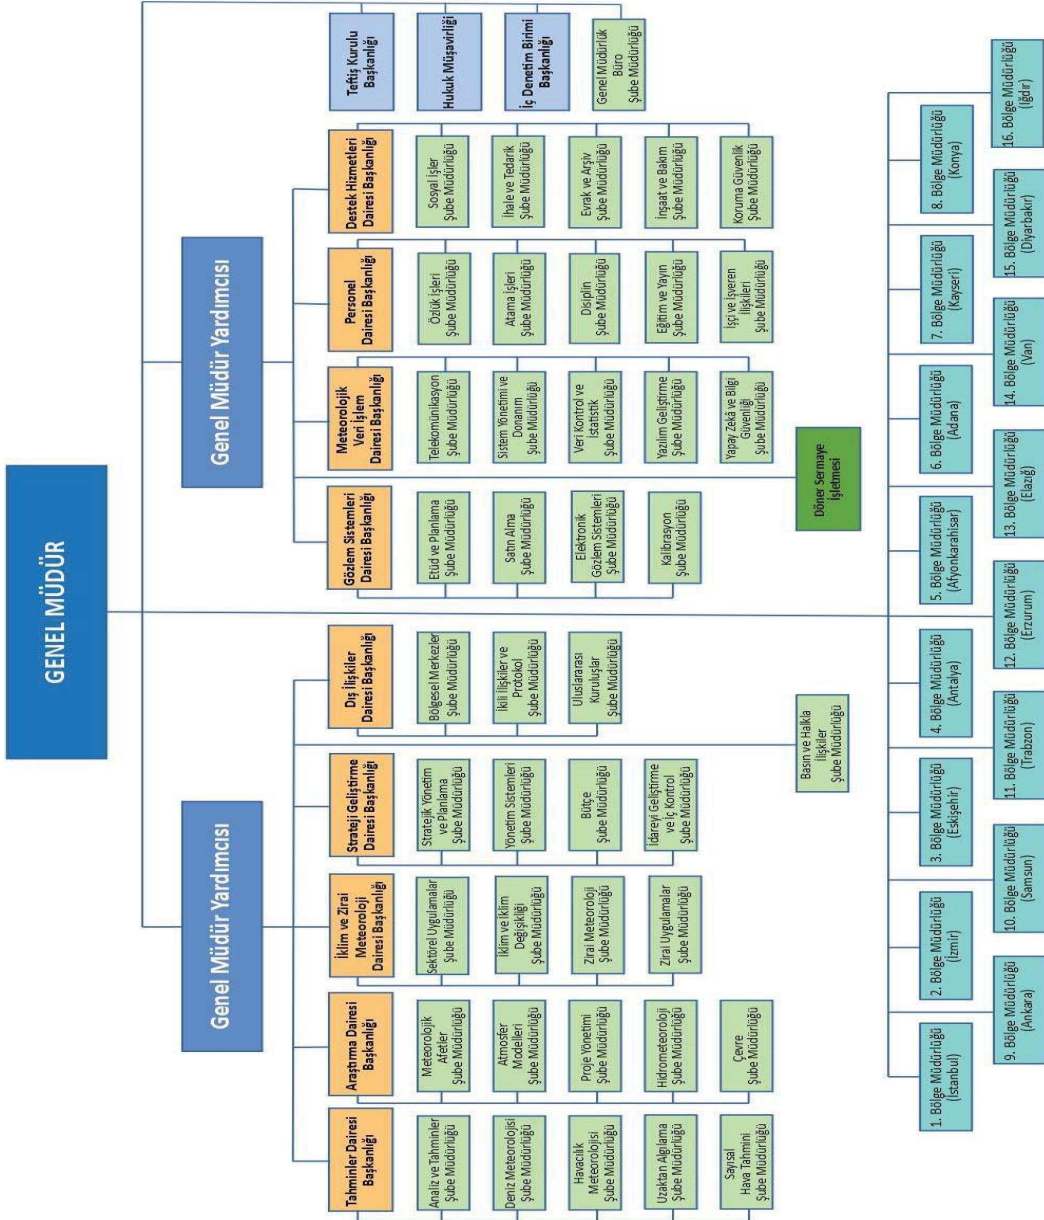 GENEL MÜDÜR
Genel Müdür Yardımcısı
Genel Müdür Yardımcısı
Teftiş Kurulu
Başkanlığı
Hukuk Müşavirliği
İç Denetim Birimi
Başkanlığı
Genel Müdürlük
Büro
Şube Müdürlüğü
Tahminler Dairesi
Başkanlığı
Analiz ve Tahminler
Şube Müdürlüğü
Deniz Meteorolojisi
Şube Müdürlüğü
Havacılık
Meteorolojisi
Şube Müdürlüğü
Uzaktan Algılama
Şube Müdürlüğü
Sayısal
Hava Tahmini
Şube Müdürlüğü
Araştırma Dairesi
Başkanlığı
Meteorolojik
Afetler
Şube Müdürlüğü
Atmosfer
Modelleri
Şube Müdürlüğü
Proje Yönetimi
Şube Müdürlüğü
Hidrometeoroloji
Şube Müdürlüğü
Çevre
Şube Müdürlüğü
İklim ve Zirai
Meteoroloji
Dairesi Başkanlığı
Sektörel Uygulamalar
Şube Müdürlüğü
İklim ve İklim
Değişikliği
Şube Müdürlüğü
Zirai Meteoroloji
Şube Müdürlüğü
Zirai Uygulamalar
Şube Müdürlüğü
Strateji Geliştirme
Dairesi Başkanlığı
Stratejik Yönetim
ve Planlama
Şube Müdürlüğü
Yönetim Sistemleri
Şube Müdürlüğü
Bütçe
Şube Müdürlüğü
İdareyi Geliştirme
ve İç Kontrol
Şube Müdürlüğü
Dış İlişkiler
Dairesi Başkanlığı
Bölgesel Merkezler
Şube Müdürlüğü
İkili İlişkiler ve
Protokol
Şube Müdürlüğü
Uluslararası
Kuruluşlar
Şube Müdürlüğü
Basın ve Halkla
İlişkiler
Şube Müdürlüğü
Gözlem Sistemleri
Dairesi Başkanlığı
Etüd ve Planlama
Şube Müdürlüğü
Satın Alma
Şube Müdürlüğü
Elektronik
Gözlem Sistemleri
Şube Müdürlüğü
Kalibrasyon
Şube Müdürlüğü
Meteorolojik
Veri İşlem
Dairesi Başkanlığı
Telekomunikasyon
Şube Müdürlüğü
Sistem Yönetimi ve
Donanım
Şube Müdürlüğü
Veri Kontrol ve
İstatistik
Şube Müdürlüğü
Yazılım Geliştirme
Şube Müdürlüğü
Yapay Zekâ ve Bilgi
Güvenliği
Şube Müdürlüğü
Personel
Dairesi Başkanlığı
Özlük İşleri
Şube Müdürlüğü
Atama İşleri
Şube Müdürlüğü
Disiplin
Şube Müdürlüğü
Eğitim ve Yayın
Şube Müdürlüğü
İşçi ve İşveren
İlişkileri
Şube Müdürlüğü
Destek Hizmetleri
Dairesi Başkanlığı
Sosyal İşler
Şube Müdürlüğü
İhale ve Tedarik
Şube Müdürlüğü
Evrak ve Arşiv
Şube Müdürlüğü
İnşaat ve Bakım
Şube Müdürlüğü
Koruma Güvenlik
Şube Müdürlüğü
Döner Sermaye
İşletmesi
1. Bölge Müdürlüğü
(İstanbul)
2. Bölge Müdürlüğü
(İzmir)
3. Bölge Müdürlüğü
(Eskişehir)
4. Bölge Müdürlüğü
(Antalya)
5. Bölge Müdürlüğü
(Afyonkarahisar)
6. Bölge Müdürlüğü
(Adana)
7. Bölge Müdürlüğü
(Kayseri)
8. Bölge Müdürlüğü
(Konya)
9. Bölge Müdürlüğü
(Ankara)
10. Bölge Müdürlüğü
(Samsun)
11. Bölge Müdürlüğü
(Trabzon)
12. Bölge Müdürlüğü
(Erzurum)
13. Bölge Müdürlüğü
(Elazığ)
14. Bölge Müdürlüğü
(Van)
15. Bölge Müdürlüğü
(Diyarbakır)
16. Bölge Müdürlüğü
(Iğdır)